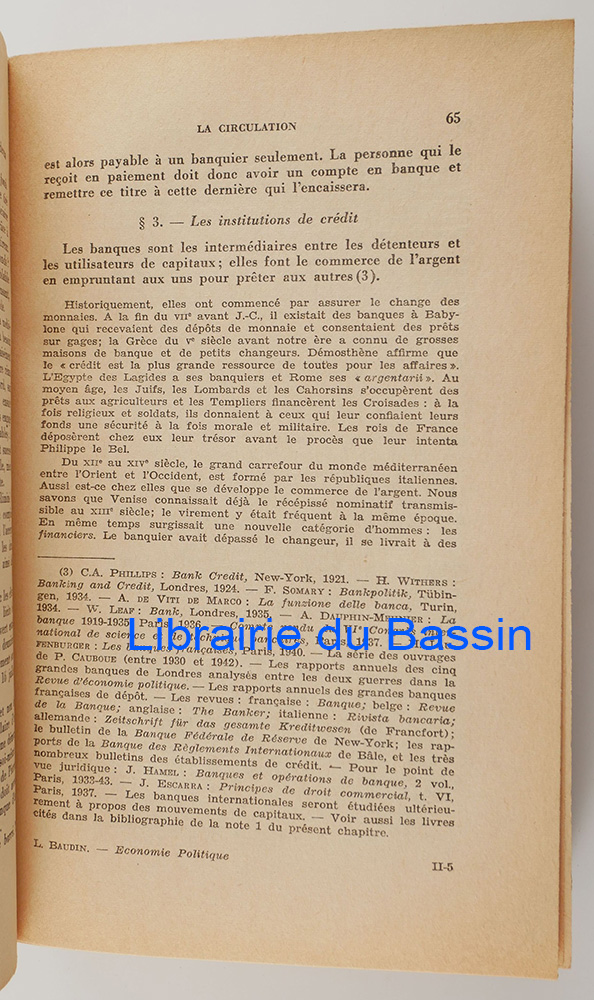 LA CIRCULATION 65
est alors payable à un banquier seulement. La personne qui le
reçoit en paiement doit donc avoir un compte en banque et
remettre ce titre à cette dernière qui l'encaissera.
§ 3. — Les institutions de crédit
Les banques sont les intermédiaires entre les détenteurs et
les utilisateurs de capitaux; elles font le commerce de l'argent
en empruntant aux uns pour prêter aux autres (3).
Historiquement, elles ont commencé par assurer le change des
monnaies. A la fin du VIIe avant J.-C., il existait des banques à Baby-
lone qui recevaient des dépôts de monnaie et consentaient des prêts
sur gages; la Grèce du Ve siècle avant notre ère a connu de grosses
maisons de banque et de petits changeurs. Démosthène affirme que
le « crédit est la plus grande ressource de toutes pour les affaires ».
L'Egypte des Lagides a ses banquiers et Rome ses « argentarii ». Au
moyen âge, les Juifs, les Lombards et les Cahorsins s'occupèrent des
prêts aux agriculteurs et les Templiers financèrent les Croisades : à la
fois religieux et soldats, ils donnaient à ceux qui leur confiaient leurs
fonds une sécurité à la fois morale et militaire. Les rois de France
déposèrent chez eux leur trésor avant le procès que leur intenta
Philippe le Bel.
Du XIIe au XIVe siècle, le grand carrefour du monde méditerranéen
entre l'Orient et l'Occident, est formé par les républiques italiennes.
Aussi est-ce chez elles que se développe le commerce de l'argent. Nous
savons que Venise connaissait déjà le récépissé nominatif transmis-
sible au XIIIe siècle; le virement y était fréquent à la même époque.
En même temps surgissait une nouvelle catégorie d'hommes : les
financiers. Le banquier avait dépassé le changeur, il se livrait à des
(3) C.A. PHILLIPS : Bank Credit, New-York, 1921. — H. WITHERS :
Banking and Credit, Londres, 1924. — F. SOMARY : Bankpolitik, Tübin-
gen, 1934. — A. DE VITI DE MARCO : La funzione delle banca, Turin,
1934. — W. LEAF : Bank, Londres, 1935. — A. DAUPHIN-MEUNIER : La
banque 1919-1935 Paris, 1936. — Compte
national de science
Les Paris, 1940. — La série des ouvrages
de P. CAUBOUE (entre 1930 et 1942). — Les rapports annuels des cinq
grandes banques de Londres analysés entre les deux guerres dans la
Revue d'économie politique. — Les rapports annuels des grandes banques
françaises de dépôt. — Les revues : française : Banque; belge : Revue
de la Banque; anglaise : The Banker; italienne : Rivista bancaria;
allemande : Zeitschrift für das gesamte Kreditwesen (de Francfort);
le bulletin de la Banque Fédérale de Réserve de New-York; les rap-
ports de la Banque des Règlements Internationaux de Bâle, et les très
nombreux bulletins des établissements de crédit. — Pour le point de
vue juridique : J. HAMEL : Banques et opérations de banque, 2 vol.,
Paris, 1933-43. — J. ESCARRA : Principes de droit commercial, t. VI,
Paris, 1937. — Les banques internationales seront étudiées ultérieu-
rement à propos des mouvements de capitaux. — Voir aussi les livres
cités dans la bibliographie de la note 1 du présent chapitre.
L. BAUDIN. — Economie Politique
II-5
Librairie du Bassin